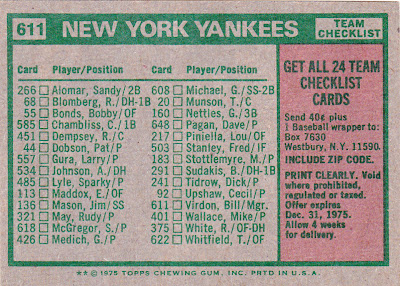 611 NEW YORK YANKEES TEAM CHECKLIST
Card Player/Position Card Player/Position
266 Alomar, Sandy/2B 608 Michael, G./SS-2B
68 Blomberg, R./DH-1B 20 Munson, T./C
55 Bonds, Bobby/OF 160 Nettles, G./3B
585 Chambliss, C./1B 648 Pagan, Dave/P
451 Dempsey, R./C 217 Piniella, Lou/OF
44 Dobson, Pat/P 503 Stanley, Fred/IF
557 Gura, Larry/P 183 Stottlemyre, M./P
534 Johnson, A./DH 291 Sudakis, B./DH-1B
485 Lyle, Sparky/P 241 Tidrow, Dick/P
113 Maddox, E./OF 92 Upshaw, Cecil/P
136 Mason, Jim/SS 611 Virdon, Bill/Mgr.
321 May, Rudy/P 401 Wallace, Mike/P
618 McGregor, S./P 375 White, R./OF-DH
426 Medich, G./P 622 Whitfield, T./OF
GET ALL 24 TEAM
CHECKLIST
CARDS
Send 40¢ plus
1 Baseball wrapper to:
Box 7630
Westbury, N.Y. 11590.
INCLUDE ZIP CODE.
PRINT CLEARLY. Void
where prohibited,
regulated or taxed.
Offer expires
Dec. 31, 1975.
Allow 4 weeks
for delivery.
★★ © 1975 TOPPS CHEWING GUM, INC. PRTD IN U.S.A.